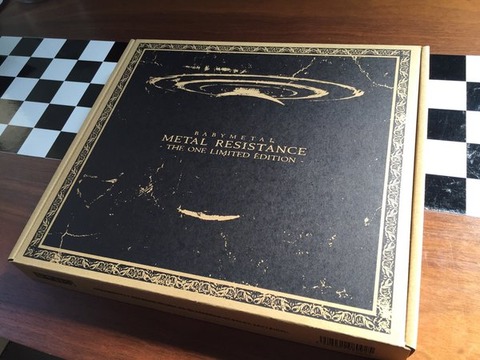 BABYMETAL
METAL RESISTANCE
- THE ONE LIMITED EDITION -